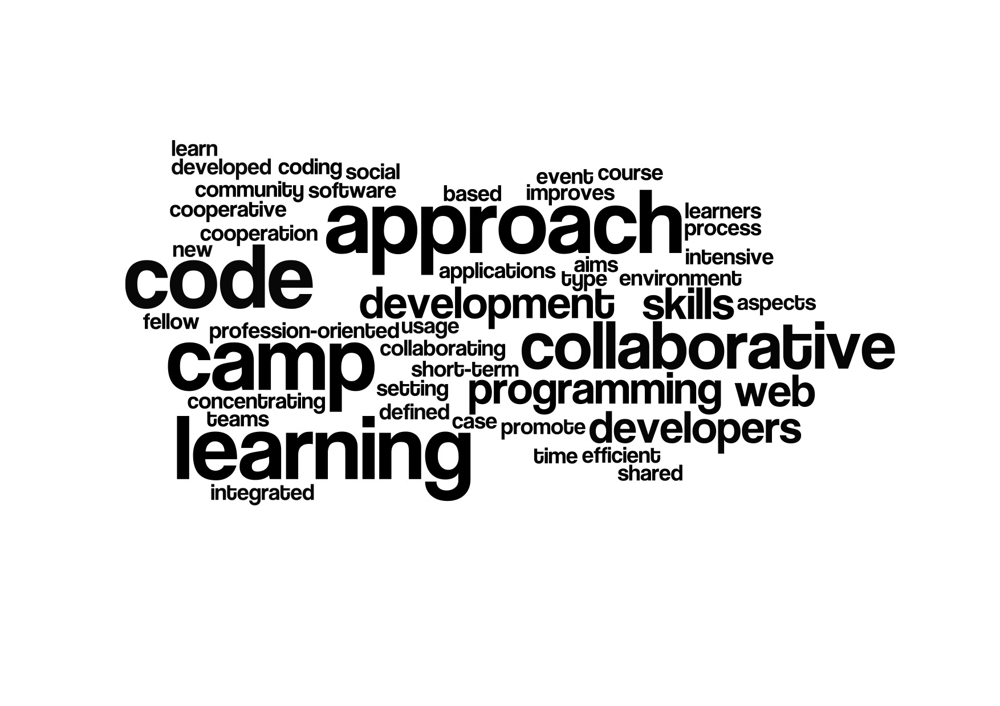 learn
developed coding social
community software
event course
based improves
cooperative
approach
learners
cooperation
process
new
code
intensive
applications aims
type environment
development skills aspects
fellow
profession-oriented usage
camp
collaborating collaborative
short-term
setting programming web
concentrating
defined
teams
case promote developers
learning
time efficient
shared
integrated